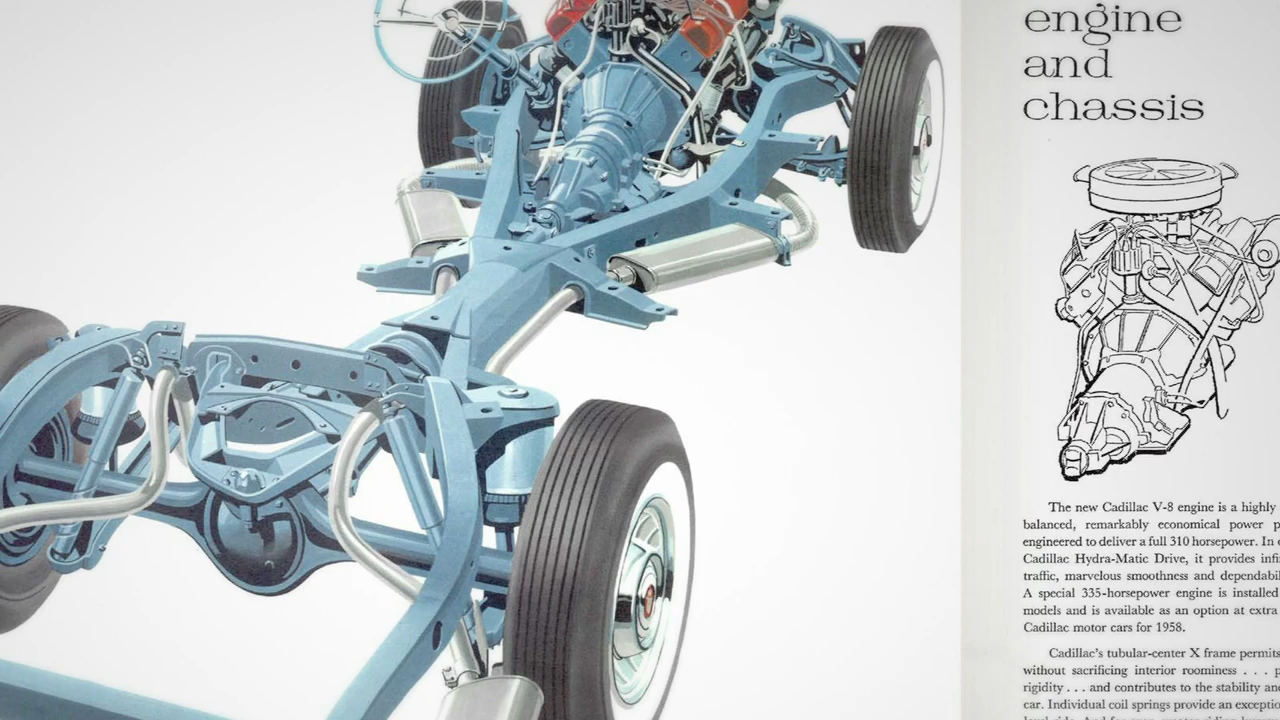 engine
and
chassis
The new Cadillac V-8 engine is a highly
balanced, remarkably economical power
engineered to deliver a full 310 horsepower. In
Cadillac Hydra-Matic Drive, it provides
traffic, marvelous smoothness and
A special 335-horsepower engine is installed
models and is available as an option at extra
Cadillac motor cars for 1958.
Cadillac's tubular-center X frame permits
without sacrificing interior roominess . . .
rigidity . . . and contributes to the stability
car. Individual coil springs provide an